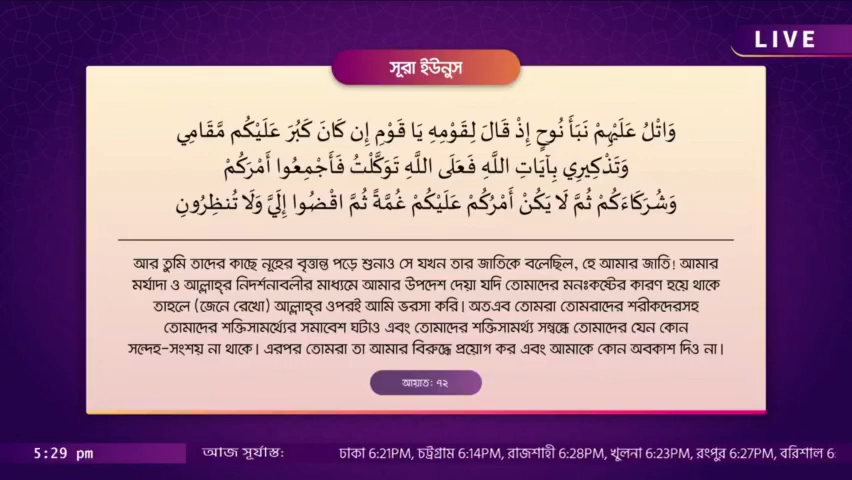 LIVE
সূরা ইউনুস
وَاتْلُ عَلَيْهِمْ نَبَأَ نُوحٍ إِذْ قَالَ لِقَوْمِهِ يَا قَوْمِ إِن كَانَ كَبُرَ عَلَيْكُم مَّقَامِي
وَتَذْكِيرِي بِآيَاتِ اللَّهِ فَعَلَى اللَّهِ تَوَكَّلْتُ فَأَجْمِعُوا أَمْرَكُمْ
وَشُرَكَاءَكُمْ ثُمَّ لَا يَكُنْ أَمْرُكُمْ عَلَيْكُمْ غُمَّةً ثُمَّ اقْضُوا إِلَيَّ وَلَا تُنظِرُونِ
আর তুমি তাদের কাছে নূহের বৃত্তান্ত পড়ে শুনাও সে যখন তার জাতিকে বলেছিল, হে আমার জাতি! আমার
মর্যাদা ও আল্লাহ্‌র নিদর্শনাবলীর মাধ্যমে আমার উপদেশ দেয়া যদি তোমাদের মনঃকষ্টের কারণ হয়ে থাকে
তাহলে (জেনে রেখো) আল্লাহ্‌র ওপরই আমি ভরসা করি। অতএব তোমরা তোমরাদের শরীকদেরসহ
তোমাদের শক্তিসামর্থ্যের সমাবেশ ঘটাও এবং তোমাদের শক্তিসামর্থ্য সম্বন্ধে তোমাদের যেন কোন
সন্দেহ-সংশয় না থাকে। এরপর তোমরা তা আমার বিরুদ্ধে প্রয়োগ কর এবং আমাকে কোন অবকাশ দিও না।
আয়াত: ৭২
5:29 pm আজ সূর্যাস্ত: ঢাকা 6:21PM, চট্টগ্রাম 6:14PM, রাজশাহী 6:28PM, খুলনা 6:23PM, রংপুর 6:27PM, বরিশাল 6: